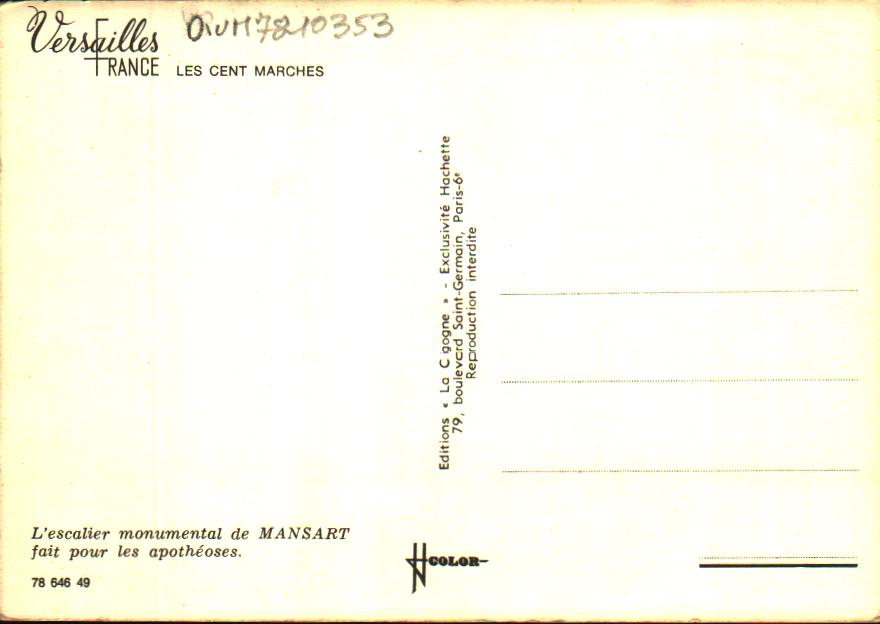 Versailles
FRANCE LES CENT MARCHES
Editions « La C gogne » - Exclusivité Hachette
79, boulevard Saint-Germain, Paris-6e
Reproduction interdite
L'escalier monumental de MANSART
fait pour les apothéoses.
78 646 49
COLOR